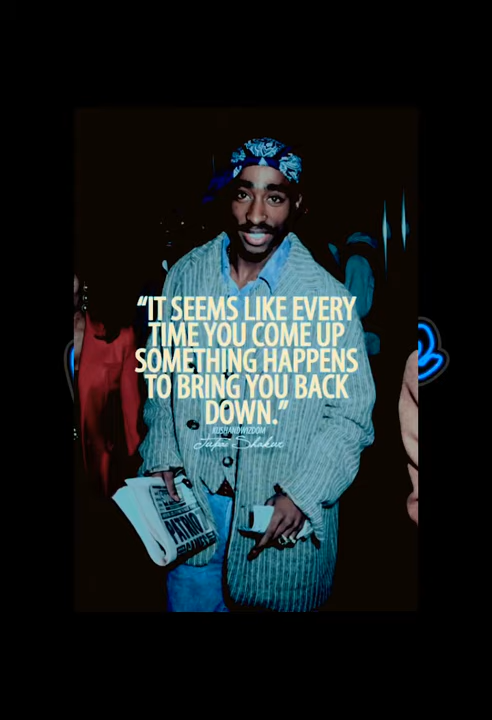 “IT SEEMS LIKE EVERY
TIME YOU COME UP
SOMETHING HAPPENS
TO BRING YOU BACK
DOWN.”
KUSHANDWIZDOM
Tupac Shakur